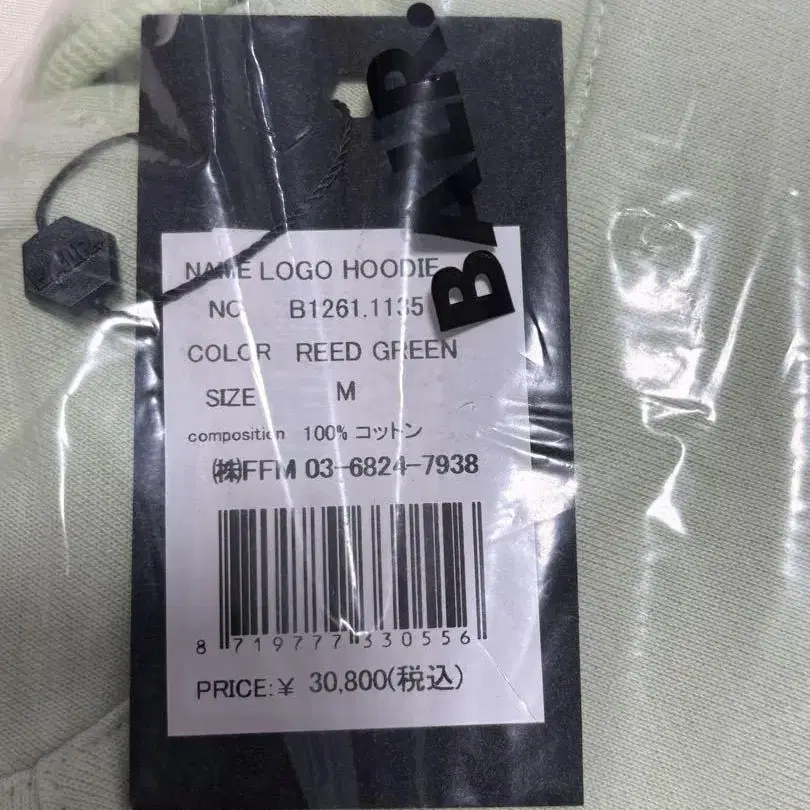 BALR.
NAME LOGO HOODIE
NO B1261.1135
COLOR REED GREEN
SIZE M
composition 100% コットン
㈱FFM 03-6824-7938
8 719777 330556
PRICE:¥ 30,800(税込)